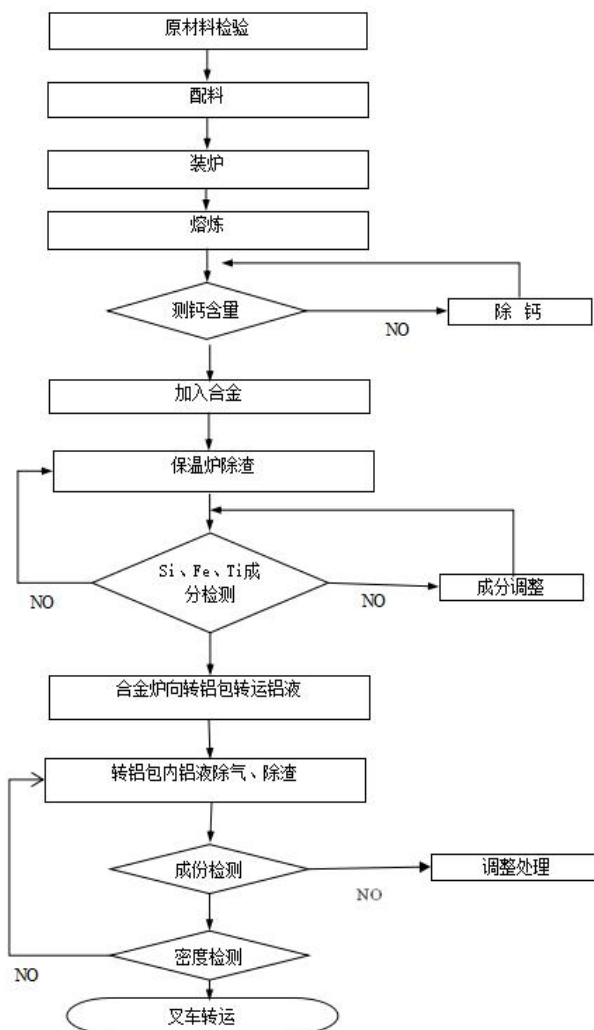 原材料检验
配料
装炉
熔炼
测钙含量
NO
除 钙
加入合金
保温炉除渣
Si、Fe、Ti成
分检测
NO
NO
成分调整
合金炉向转铝包转运铝液
转铝包内铝液除气、除渣
成份检测
NO
调整处理
密度检测
NO
叉车转运